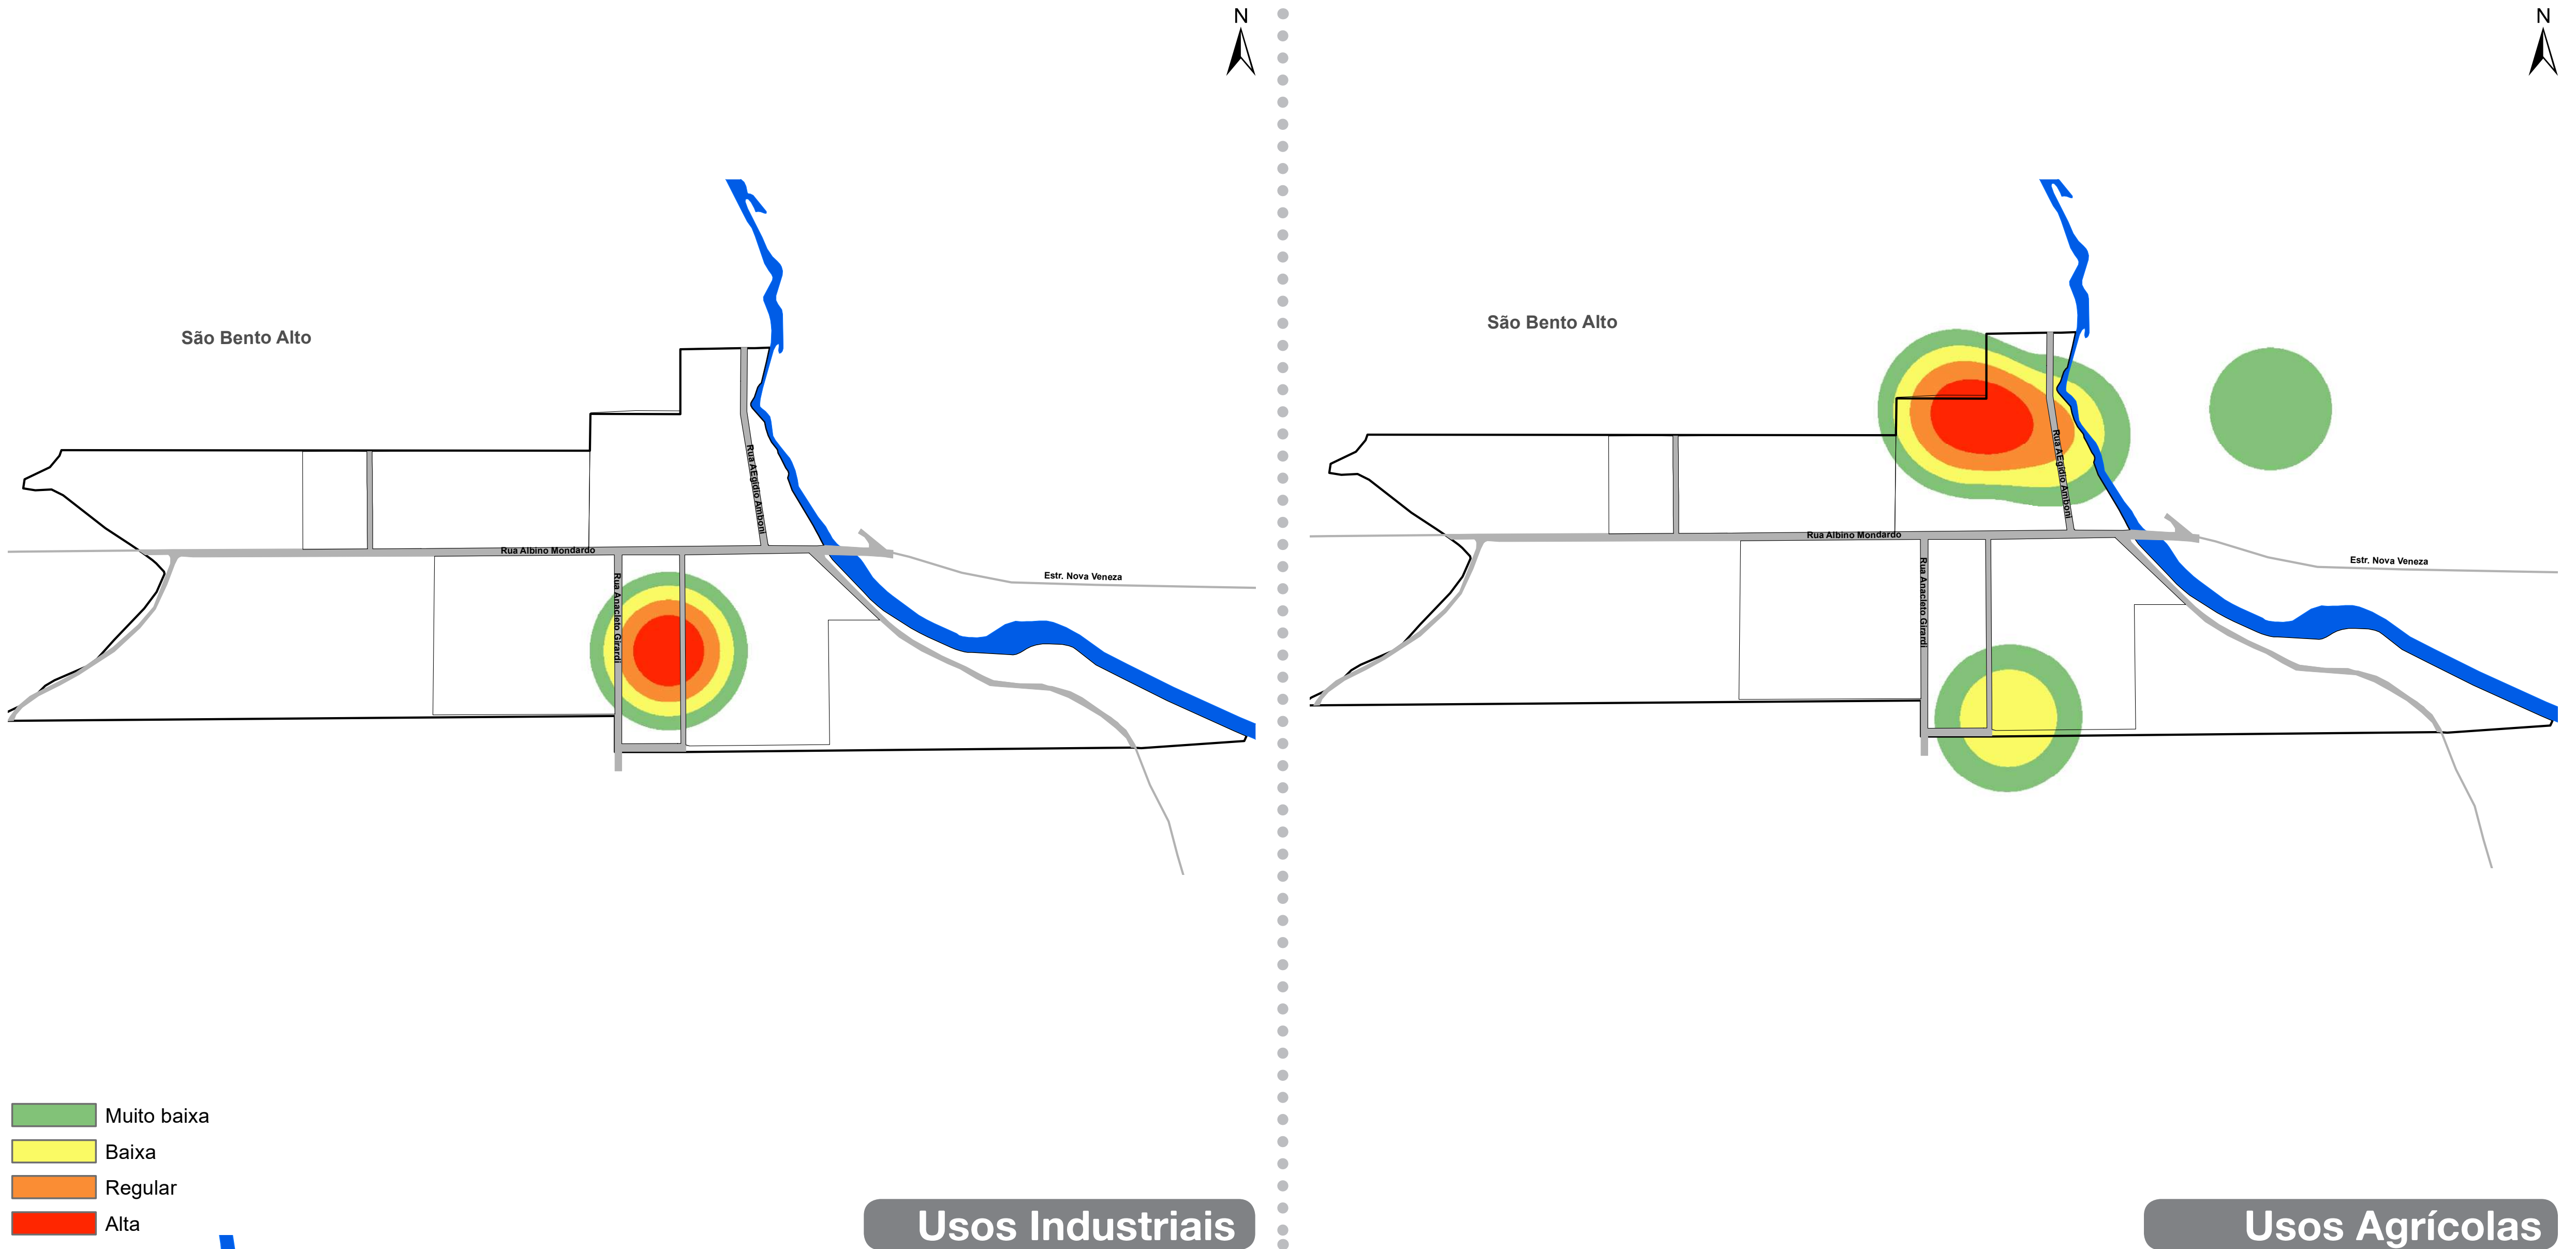 N
São Bento Alto
Rua AEgidio Amboni
Rua Albino Mondardo
Estr. Nova Veneza
Rua Anacleto Girardi
Muito baixa
Baixa
Regular
Alta
Usos Industriais
N
São Bento Alto
Rua AEgidio Amboni
Rua Albino Mondardo
Estr. Nova Veneza
Rua Anacleto Girardi
Usos Agrícolas